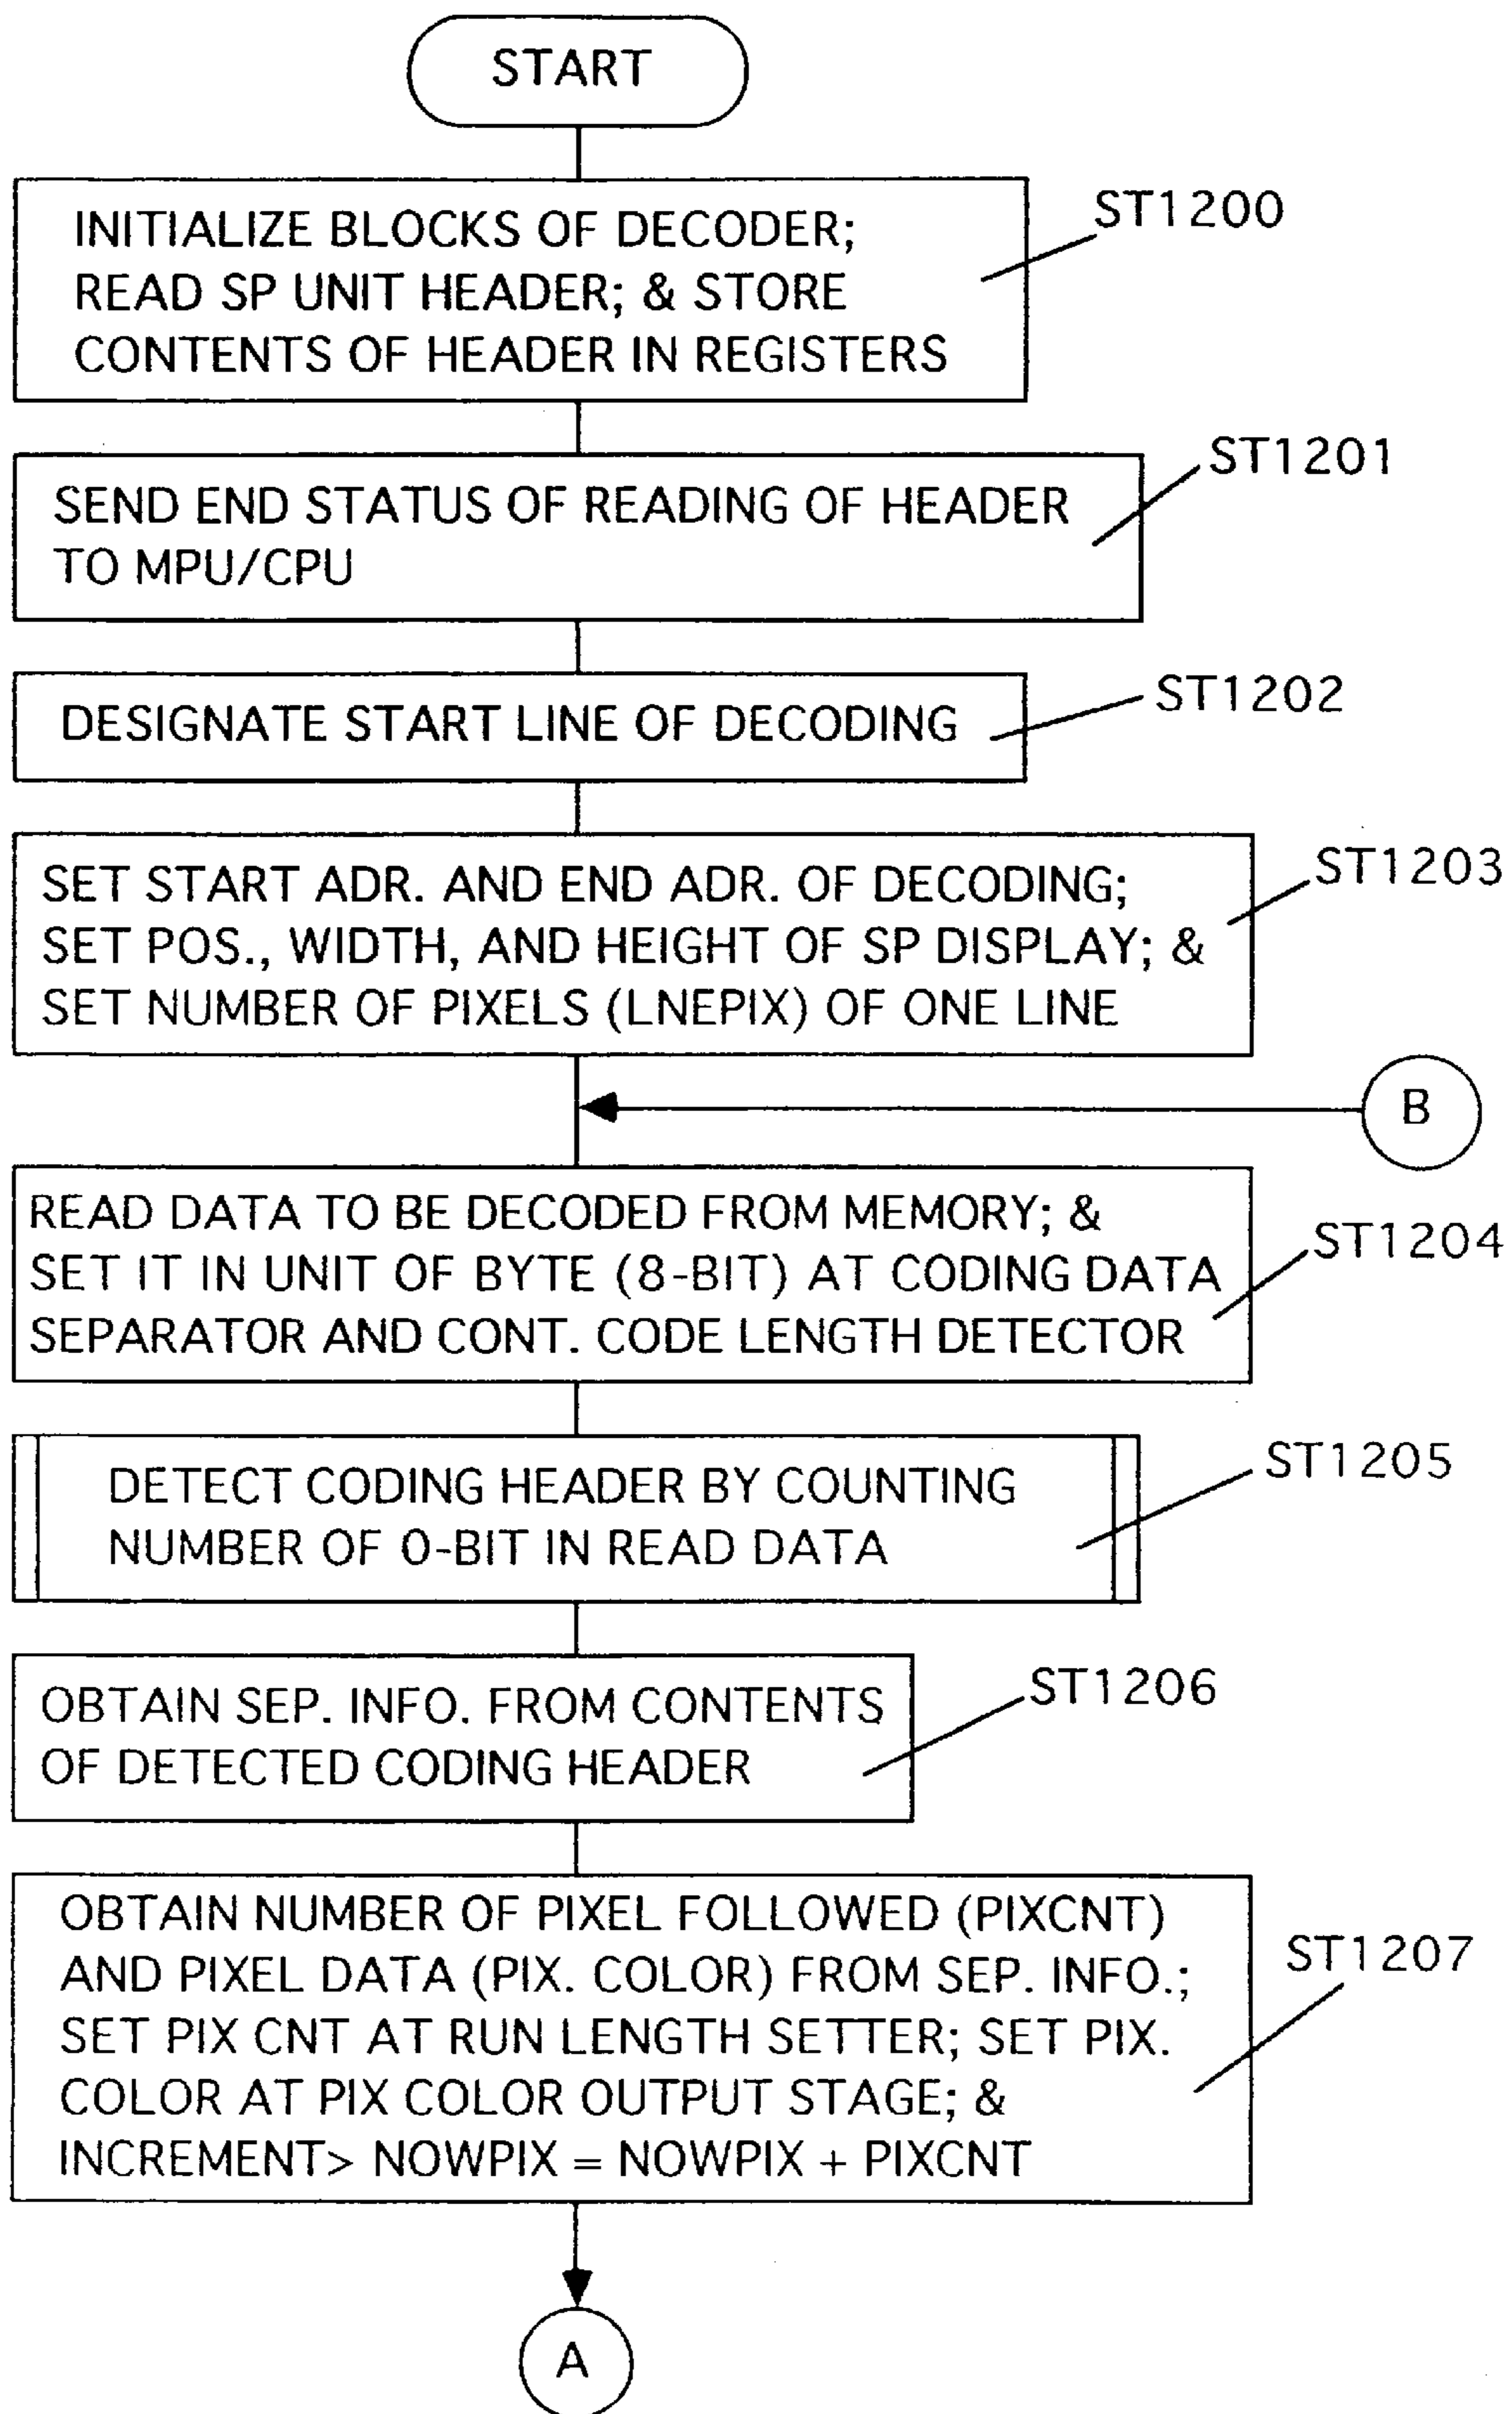 START
INITIALIZE BLOCKS OF DECODER;
READ SP UNIT HEADER; & STORE
CONTENTS OF HEADER IN REGISTERS
ST1200
SEND END STATUS OF READING OF HEADER
TO MPU/CPU
ST1201
DESIGNATE START LINE OF DECODING
ST1202
SET START ADR. AND END ADR. OF DECODING;
SET POS., WIDTH, AND HEIGHT OF SP DISPLAY; &
SET NUMBER OF PIXELS (LNEPIX) OF ONE LINE
ST1203
B
READ DATA TO BE DECODED FROM MEMORY; &
SET IT IN UNIT OF BYTE (8-BIT) AT CODING DATA
SEPARATOR AND CONT. CODE LENGTH DETECTOR
ST1204
DETECT CODING HEADER BY COUNTING
NUMBER OF 0-BIT IN READ DATA
ST1205
OBTAIN SEP. INFO. FROM CONTENTS
OF DETECTED CODING HEADER
ST1206
OBTAIN NUMBER OF PIXEL FOLLOWED (PIXCNT)
AND PIXEL DATA (PIX. COLOR) FROM SEP. INFO.;
SET PIX CNT AT RUN LENGTH SETTER; SET PIX.
COLOR AT PIX COLOR OUTPUT STAGE; &
INCREMENT> NOWPIX = NOWPIX + PIXCNT
ST1207
A